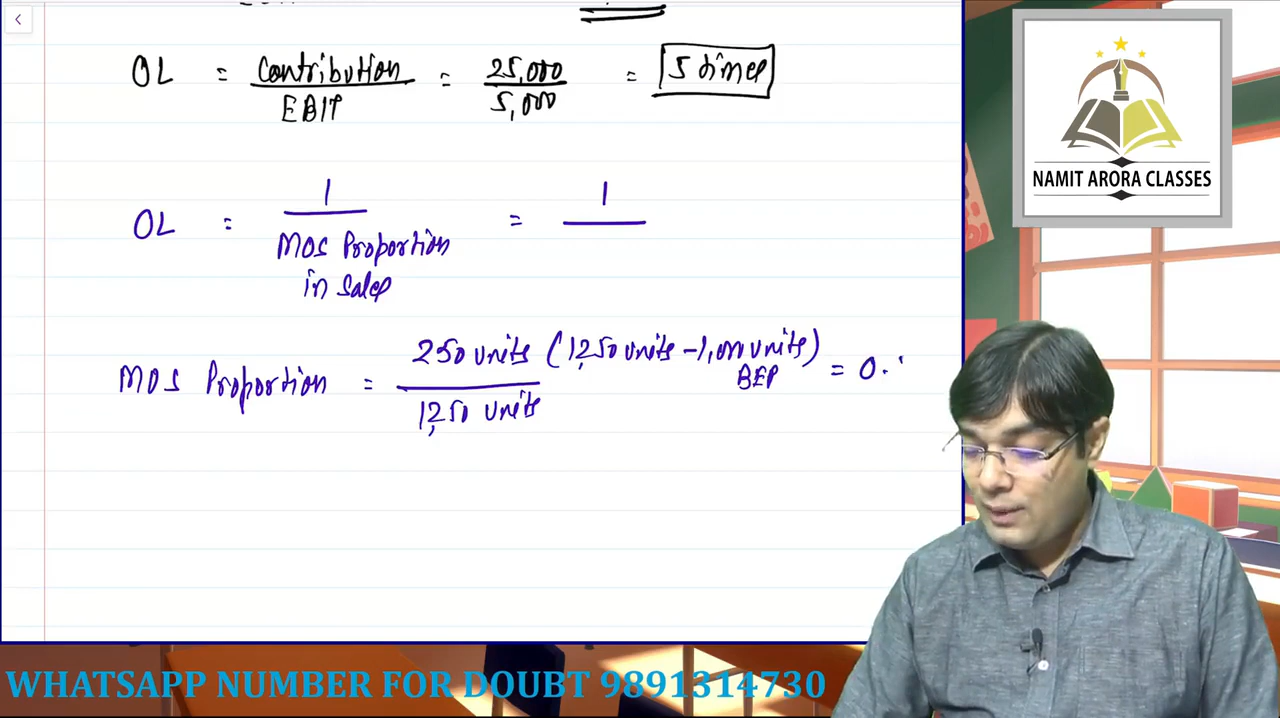 OL = Contribution / EBIT = 25,000 / 5,000 = 5 times
OL = 1 / MOS Proportion in Sales = 1
MOS Proportion = 250 units (1,250 units - 1,000 units) / 1,250 units = 0.
BEP
NAMIT ARORA CLASSES
WHATSAPP NUMBER FOR DOUBT 9891314730